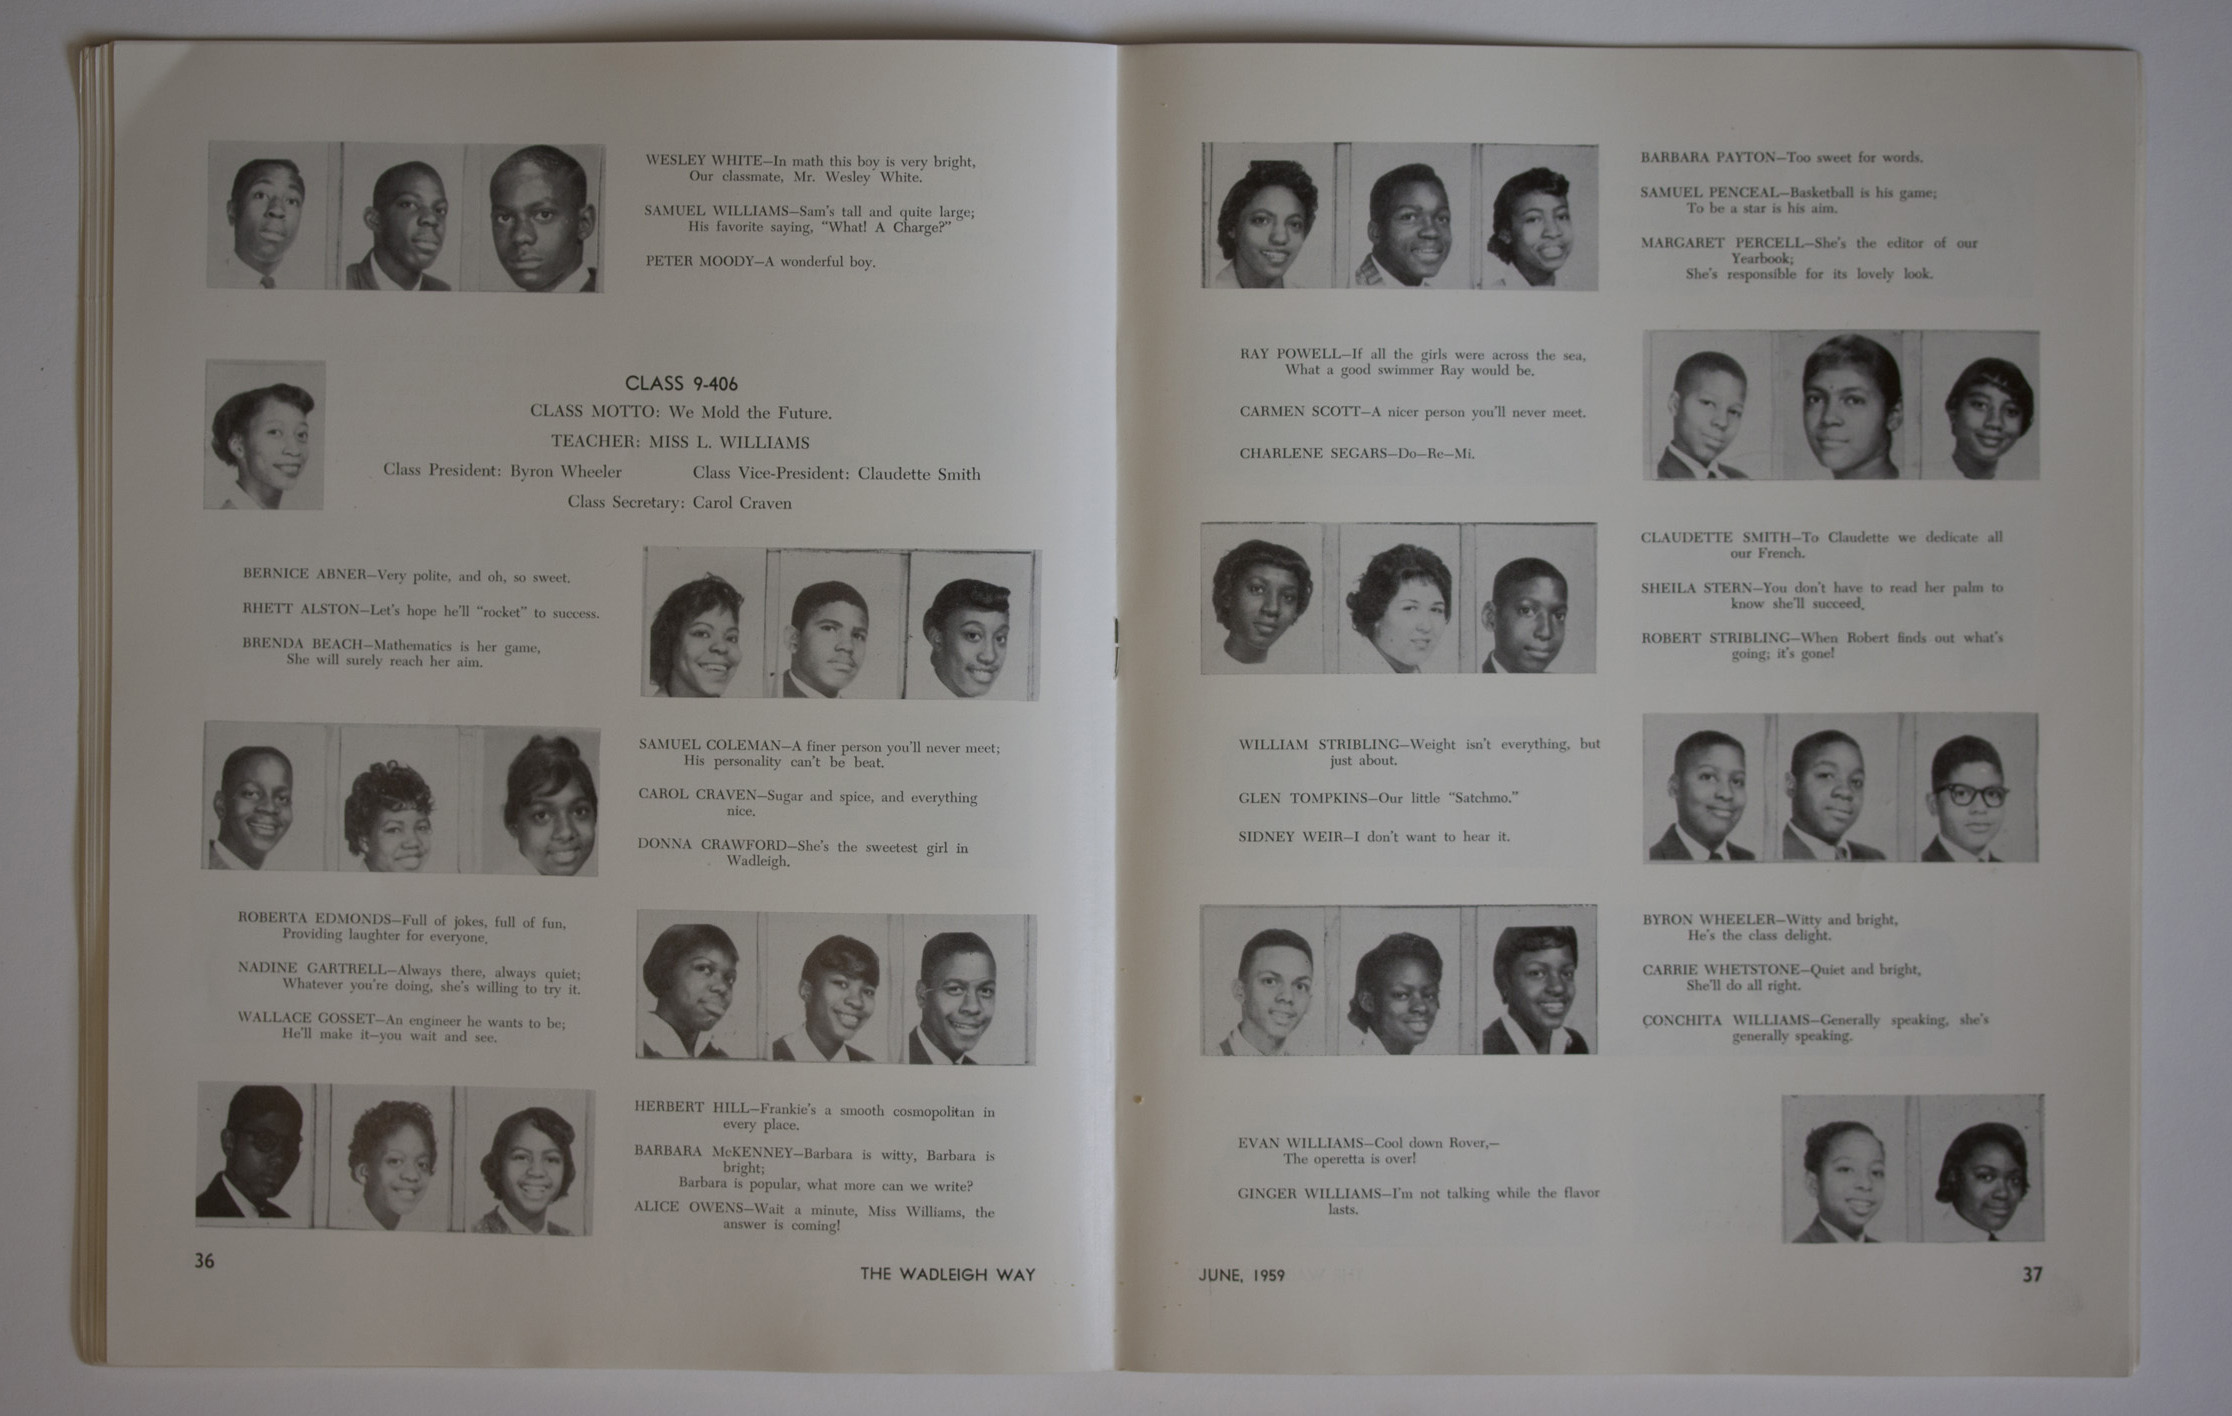 WESLEY WHITE—In math this boy is very bright,
Our classmate, Mr. Wesley White.
SAMUEL WILLIAMS—Sam's tall and quite large;
His favorite saying, "What! A Charge?"
PETER MOODY—A wonderful boy.
CLASS 9-406
CLASS MOTTO: We Mold the Future.
TEACHER: MISS L. WILLIAMS
Class President: Byron Wheeler Class Vice-President: Claudette Smith
Class Secretary: Carol Craven
BERNICE ABNER—Very polite, and oh, so sweet.
RHETT ALSTON—Let's hope he'll "rocket" to success.
BRENDA BEACH—Mathematics is her game,
She will surely reach her aim.
SAMUEL COLEMAN—A finer person you'll never meet;
His personality can't be beat.
CAROL CRAVEN—Sugar and spice, and everything
nice.
DONNA CRAWFORD—She's the sweetest girl in
Wadleigh.
ROBERTA EDMONDS—Full of jokes, full of fun,
Providing laughter for everyone.
NADINE GARTRELL—Always there, always quiet;
Whatever you're doing, she's willing to try it.
WALLACE GOSSET—An engineer he wants to be;
He'll make it—you wait and see.
HERBERT HILL—Frankie's a smooth cosmopolitan in
every place.
BARBARA McKENNEY—Barbara is witty, Barbara is
bright;
Barbara is popular, what more can we write?
ALICE OWENS—Wait a minute, Miss Williams, the
answer is coming!
36
THE WADLEIGH WAY
BARBARA PAYTON—Too sweet for words.
SAMUEL PENCEAL—Basketball is his game;
To be a star is his aim.
MARGARET PERCELL—She's the editor of our
Yearbook;
She's responsible for its lovely look.
RAY POWELL—If all the girls were across the sea,
What a good swimmer Ray would be.
CARMEN SCOTT—A nicer person you'll never meet.
CHARLENE SEGARS—Do—Re—Mi.
CLAUDETTE SMITH—To Claudette we dedicate all
our French.
SHEILA STERN—You don't have to read her palm to
know she'll succeed.
ROBERT STRIBLING—When Robert finds out what's
going; it's gone!
WILLIAM STRIBLING—Weight isn't everything, but
just about.
GLEN TOMPKINS—Our little "Satchmo."
SIDNEY WEIR—I don't want to hear it.
BYRON WHEELER—Witty and bright,
He's the class delight.
CARRIE WHETSTONE—Quiet and bright,
She'll do all right.
CONCHITA WILLIAMS—Generally speaking, she's
generally speaking.
EVAN WILLIAMS—Cool down Rover,—
The operetta is over!
GINGER WILLIAMS—I'm not talking while the flavor
lasts.
JUNE, 1959
37